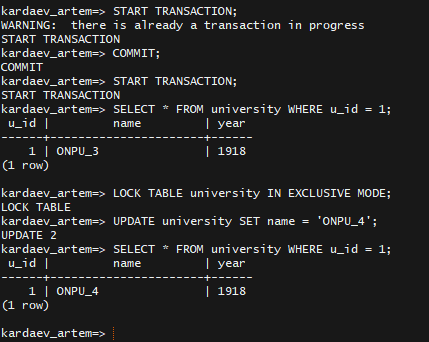 kardaev_artem=> START TRANSACTION;
WARNING:  there is already a transaction in progress
START TRANSACTION
kardaev_artem=> COMMIT;
COMMIT
kardaev_artem=> START TRANSACTION;
START TRANSACTION
kardaev_artem=> SELECT * FROM university WHERE u_id = 1;
 u_id |         name         | year
------+----------------------+------
    1 | ONPU_3               | 1918
(1 row)

kardaev_artem=> LOCK TABLE university IN EXCLUSIVE MODE;
LOCK TABLE
kardaev_artem=> UPDATE university SET name = 'ONPU_4';
UPDATE 2
kardaev_artem=> SELECT * FROM university WHERE u_id = 1;
 u_id |         name         | year
------+----------------------+------
    1 | ONPU_4               | 1918
(1 row)

kardaev_artem=>